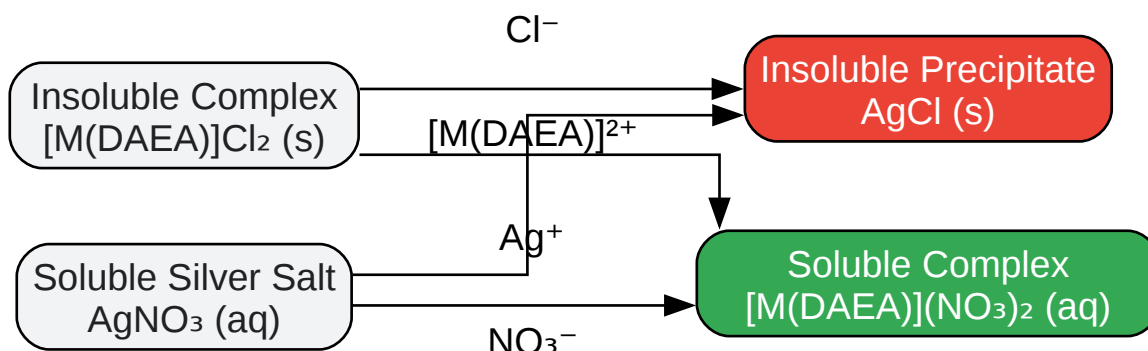 Cl⁻
Insoluble Complex
[M(DAEA)]Cl₂ (s)
Insoluble Precipitate
AgCl (s)
[M(DAEA)]²⁺
Ag⁺
Soluble Silver Salt
AgNO₃ (aq)
Soluble Complex
[M(DAEA)](NO₃)₂ (aq)
NO₃⁻